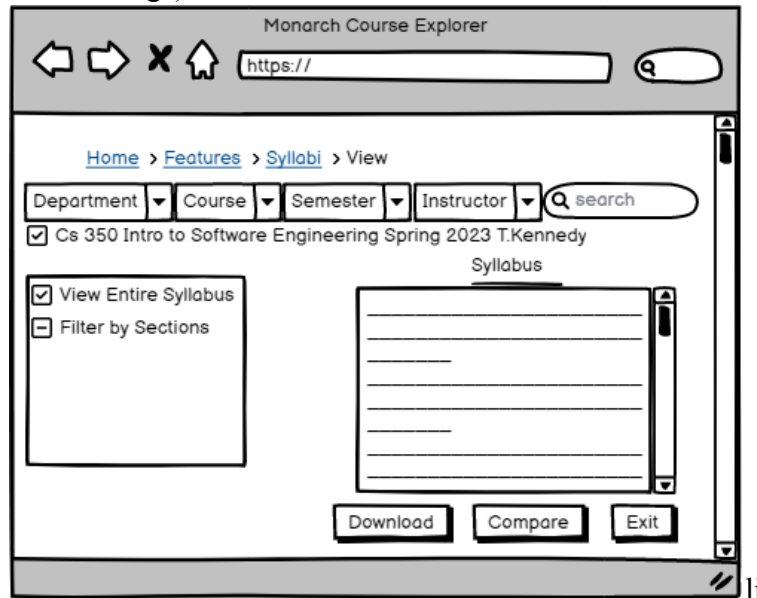 Monarch Course Explorer
https://
Home > Features > Syllabi > View
Department Course Semester Instructor search
Cs 350 Intro to Software Engineering Spring 2023 T.Kennedy
Syllabus
View Entire Syllabus
Filter by Sections
Download Compare Exit